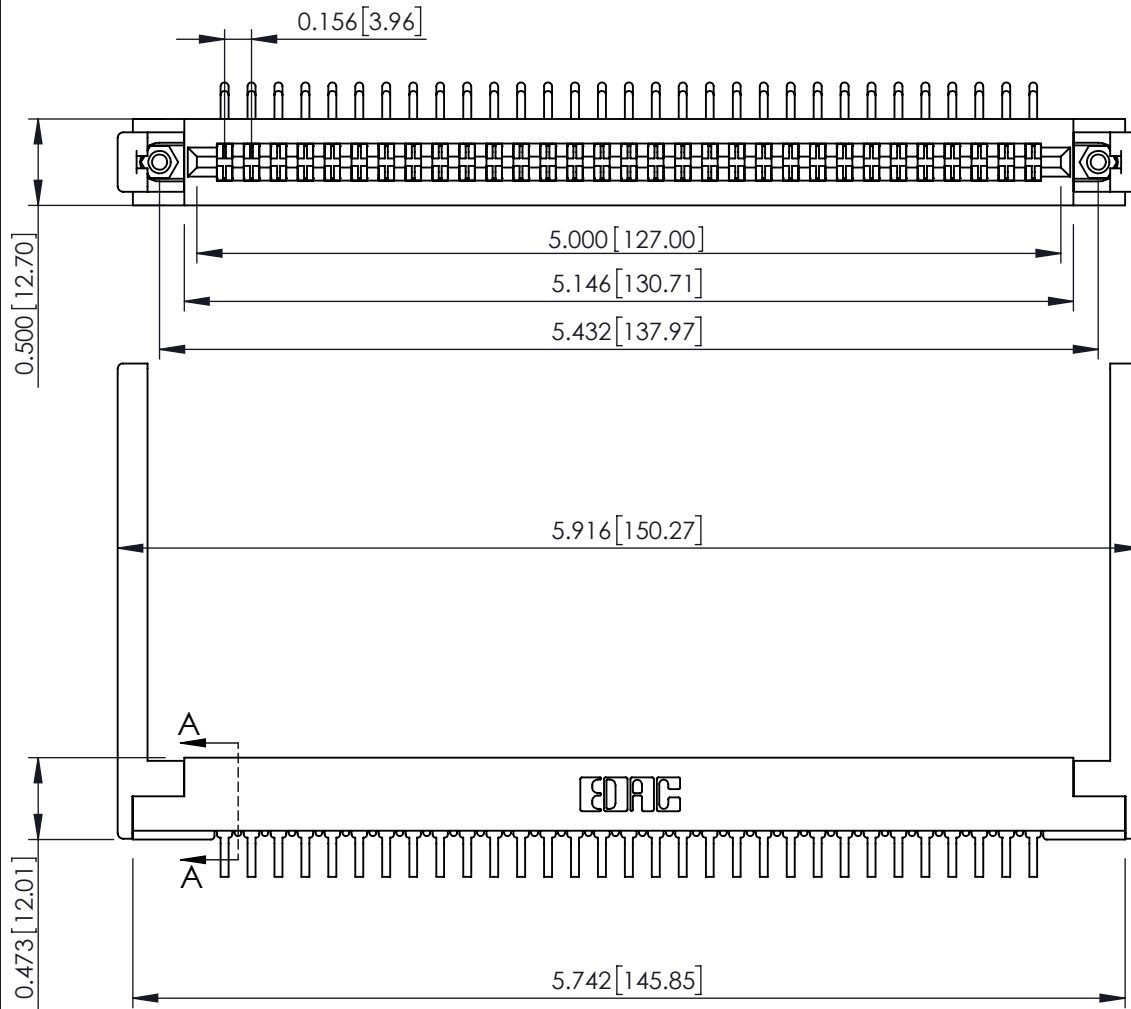 0.156[3.96]
0.500 [12.70]
5.000 [127.00]
5.146 [130.71]
5.432 [137.97]
5.916 [150.27]
A
EDAC
A
0.473 [12.01]
5.742 [145.85]